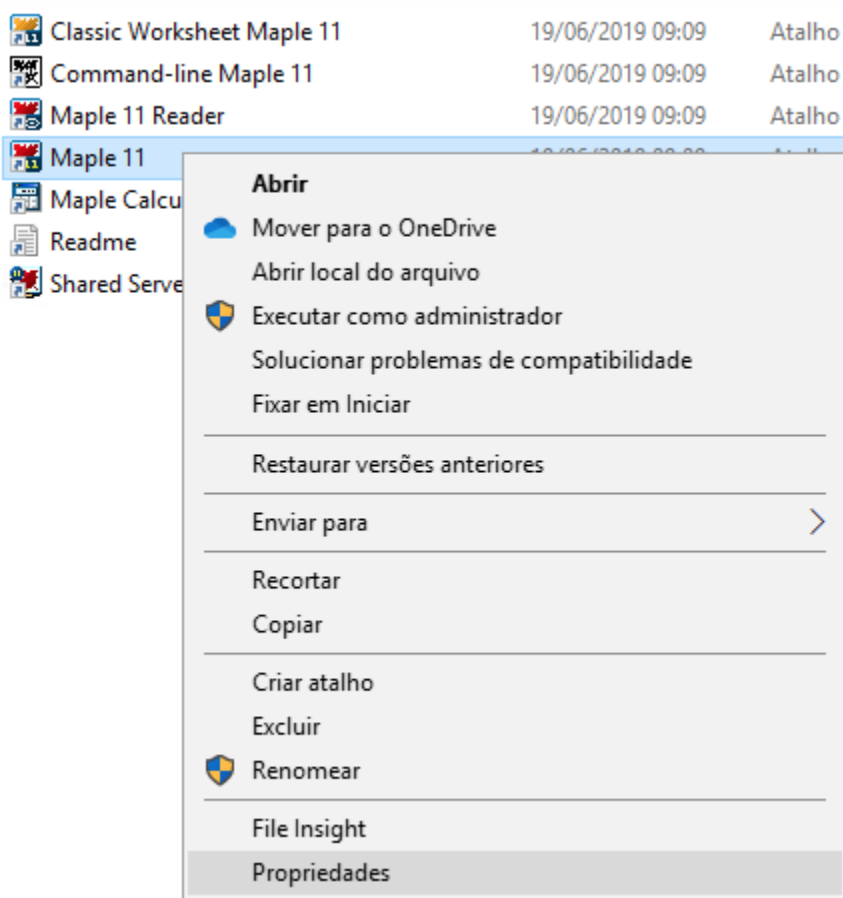 Classic Worksheet Maple 11 19/06/2019 09:09 Atalho
Command-line Maple 11 19/06/2019 09:09 Atalho
Maple 11 Reader 19/06/2019 09:09 Atalho
Maple 11
Maple Calcu
Readme
Shared Serve
Abrir
Mover para o OneDrive
Abrir local do arquivo
Executar como administrador
Solucionar problemas de compatibilidade
Fixar em Iniciar
Restaurar versões anteriores
Enviar para
Recortar
Copiar
Criar atalho
Excluir
Renomear
File Insight
Propriedades